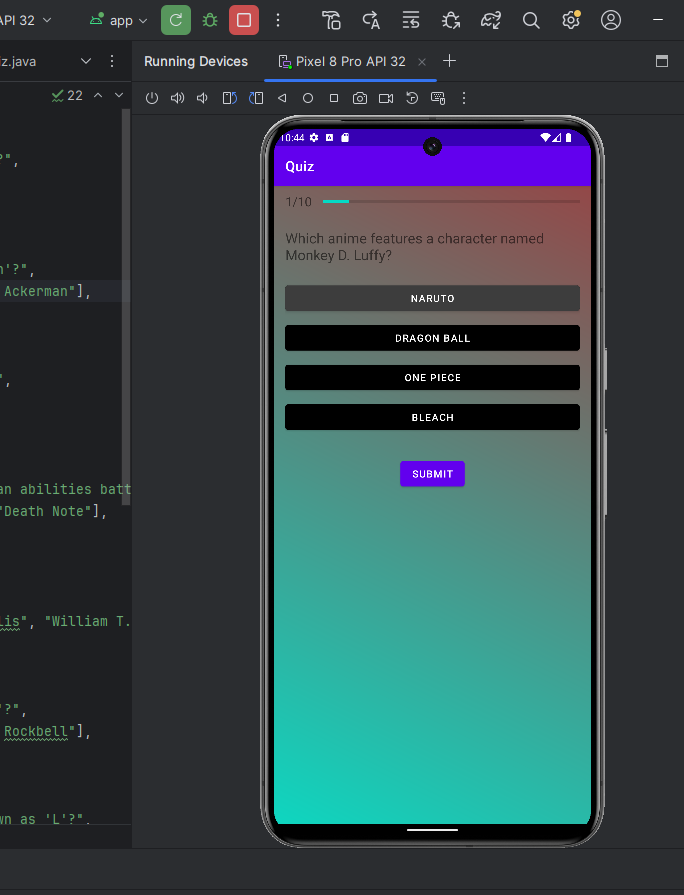 API 32
app
iz.java
Running Devices
Pixel 8 Pro API 32
22
?",
n'?",
Ackerman"],
",
an abilities batt
"Death Note"],
lis", "William T.
'?",
Rockbell"],
wn as 'L'?",
10:44
Quiz
1/10
Which anime features a character named
Monkey D. Luffy?
NARUTO
DRAGON BALL
ONE PIECE
BLEACH
SUBMIT